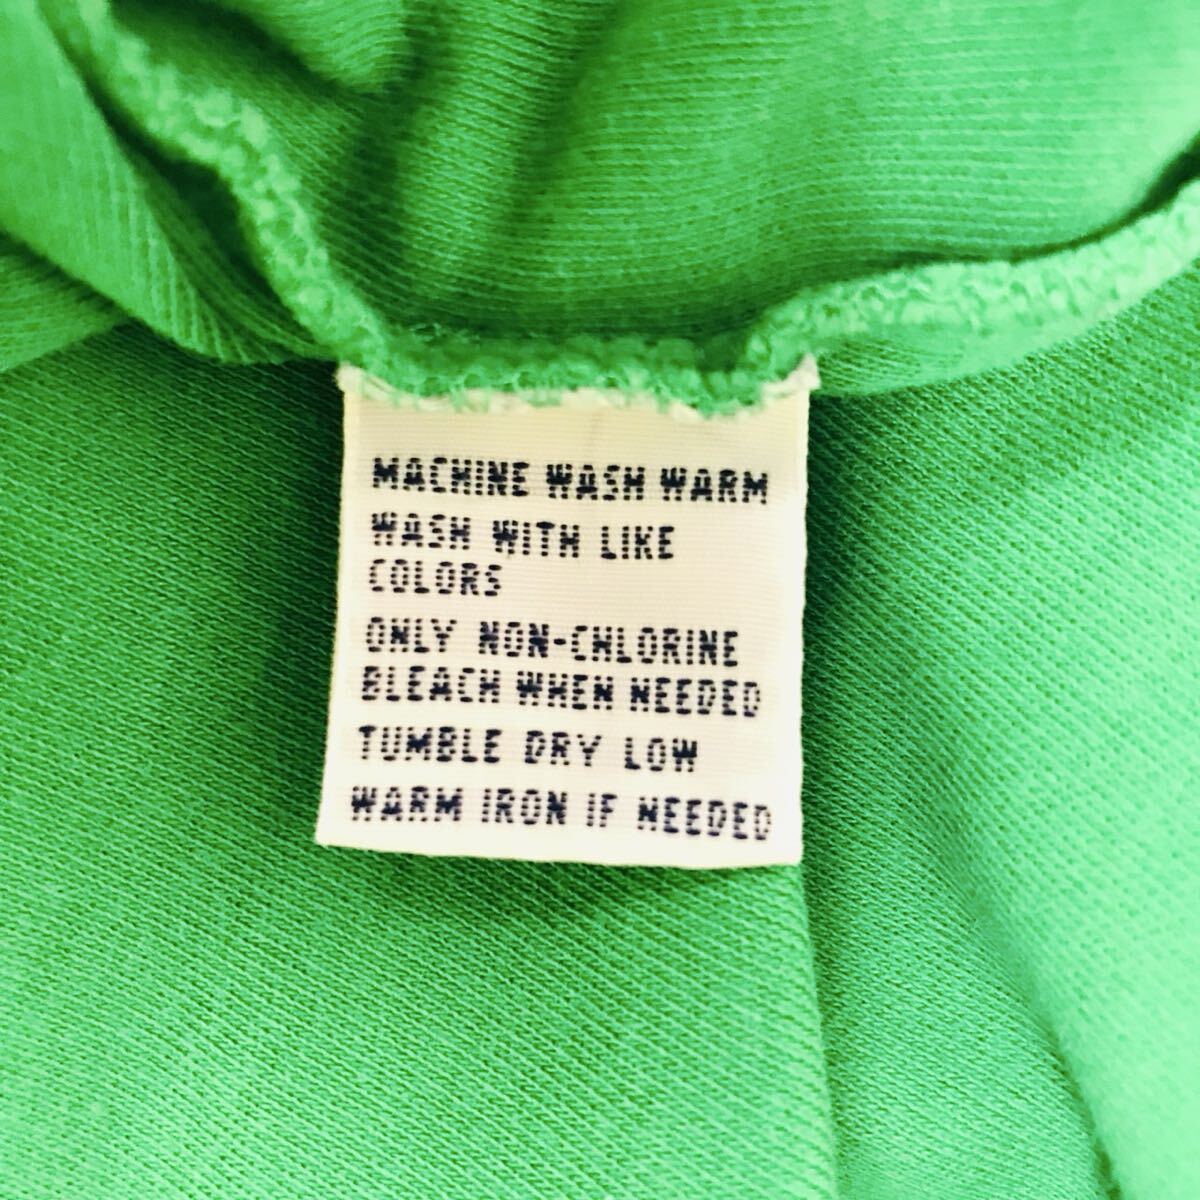 MACHINE WASH WARM
WASH WITH LIKE
COLORS
ONLY NON-CHLORINE
BLEACH WHEN NEEDED
TUMBLE DRY LOW
WARM IRON IF NEEDED